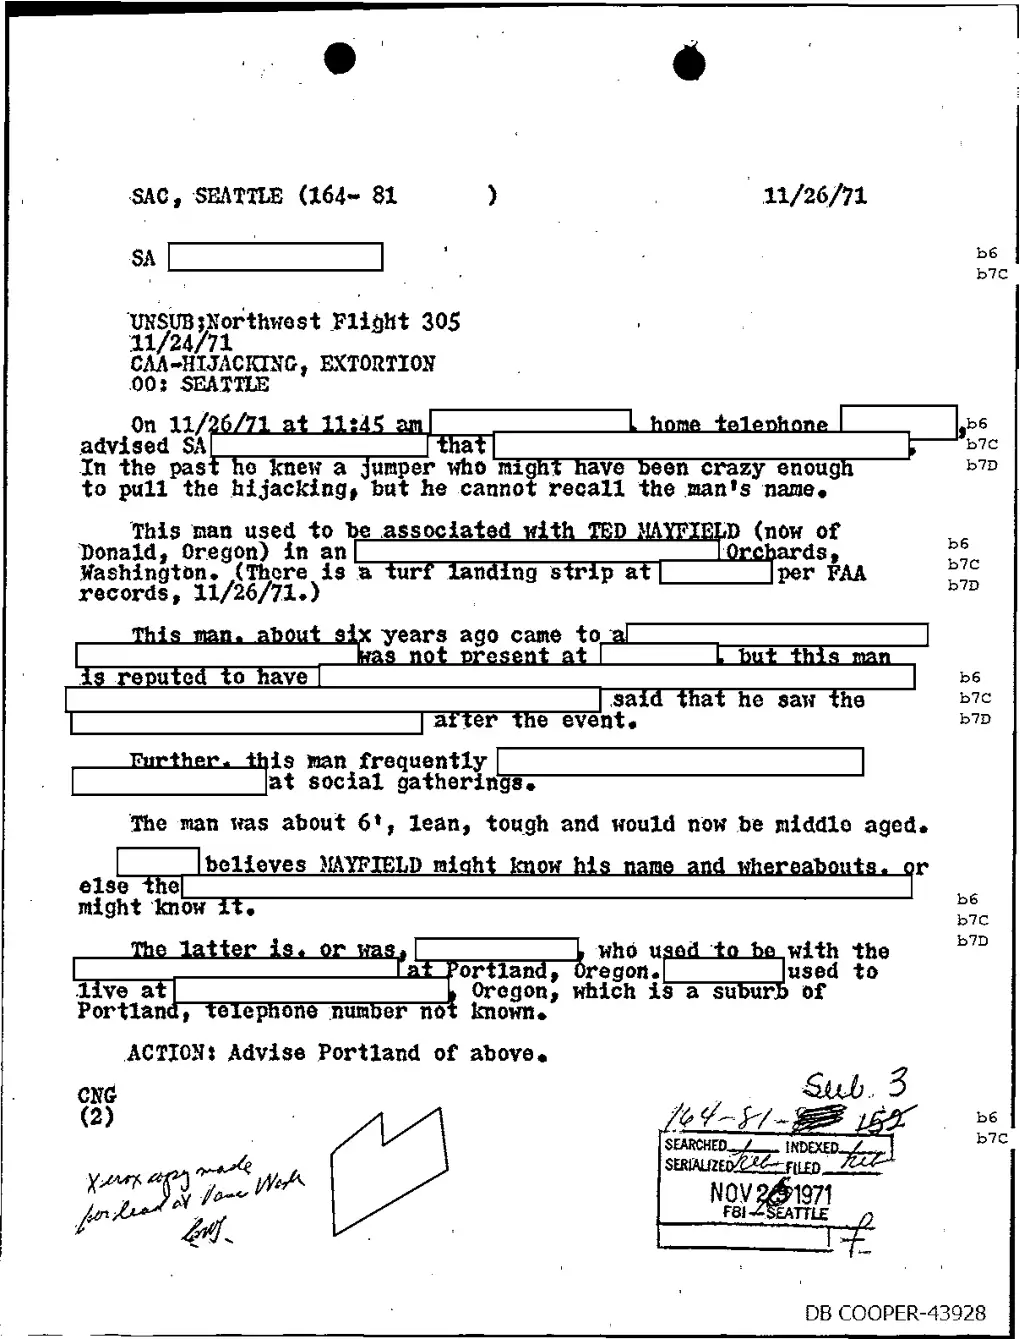 SAC, SEATTLE (164- 81 ) 11/26/71
SA b6
b7C
UNSUB;Northwest Flight 305
11/24/71
CAA-HIJACKING, EXTORTION
OO: SEATTLE
On 11/26/71 at 11:45 am , home telephone , b6
advised SA that , b7C
In the past he knew a jumper who might have been crazy enough b7D
to pull the hijacking, but he cannot recall the man's name.
This man used to be associated with TED MAYFIELD (now of
Donald, Oregon) in an Orchards, b6
Washington. (There is a turf landing strip at per FAA b7C
records, 11/26/71.) b7D
This man, about six years ago came to a
was not present at , but this man
is reputed to have b6
said that he saw the b7C
after the event. b7D
Further, this man frequently
at social gatherings.
The man was about 6', lean, tough and would now be middle aged.
believes MAYFIELD might know his name and whereabouts, or
else the
might know it. b6
b7C
The latter is, or was, , who used to be with the b7D
at Portland, Oregon. used to
live at , Oregon, which is a suburb of
Portland, telephone number not known.
ACTION: Advise Portland of above.
CNG
(2)
Sub. 3
164-81- 152 b6
b7C
SEARCHED INDEXED
SERIALIZED FILED
NOV 1971
FBI - SEATTLE
Xerox copy made
for lead at
DB COOPER-43928